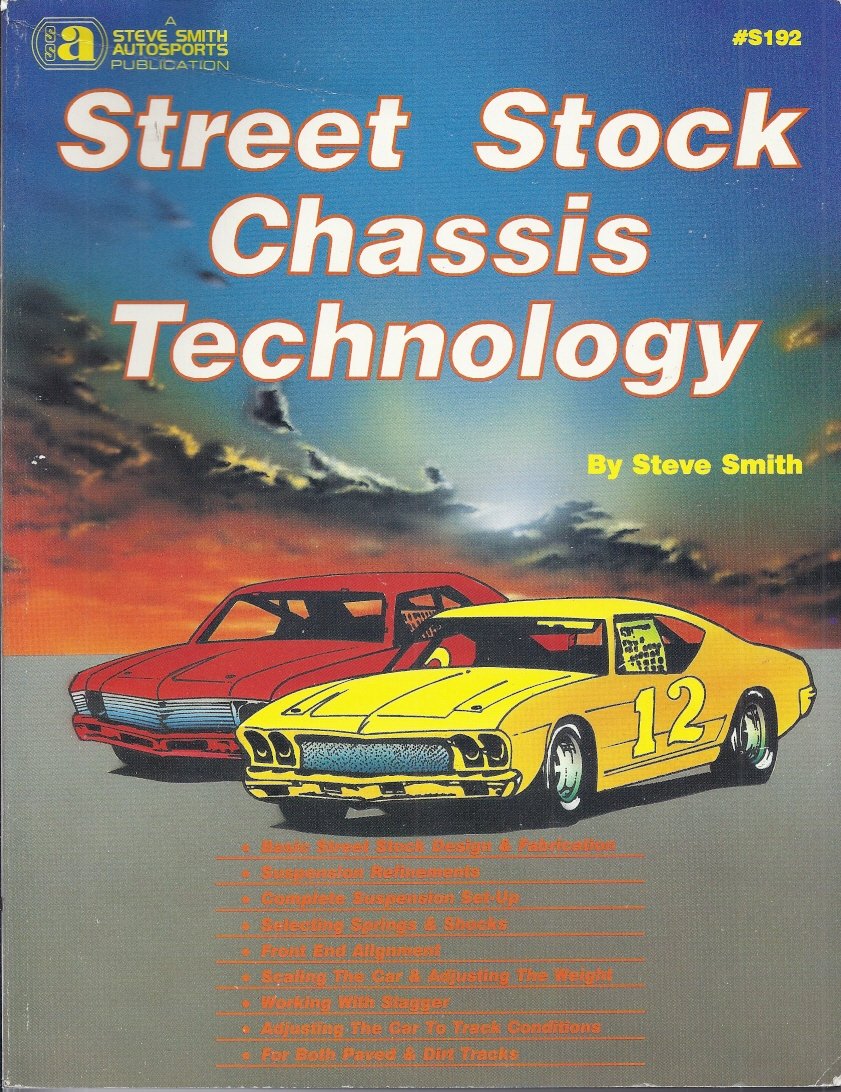 A
STEVE SMITH
AUTOSPORTS
PUBLICATION
SS a
#S192
Street Stock
Chassis
Technology
By Steve Smith
12
• Basic Street Stock Design & Fabrication
• Suspension Refinements
• Complete Suspension Set-Up
• Selecting Springs & Shocks
• Front End Alignment
• Scaling The Car & Adjusting The Weight
• Working With Stagger
• Adjusting The Car To Track Conditions
• For Both Paved & Dirt Tracks